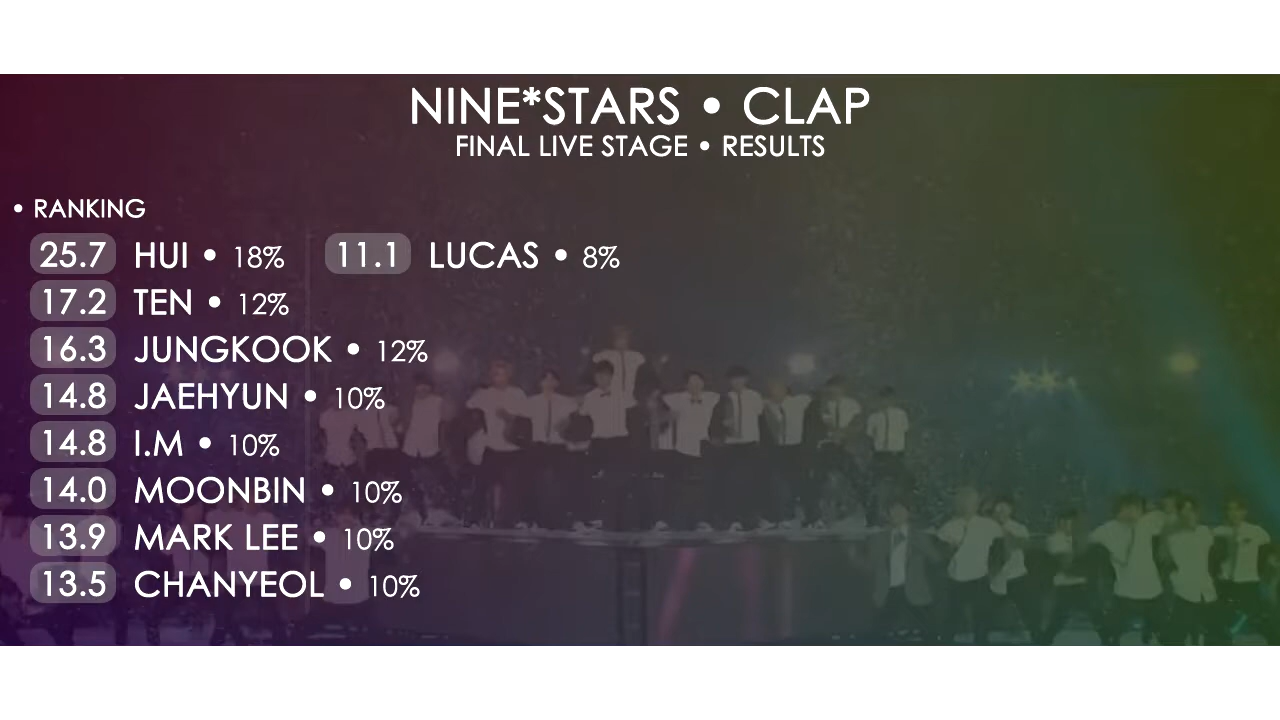 NINE*STARS • CLAP
FINAL LIVE STAGE • RESULTS
• RANKING
25.7 HUI • 18% 11.1 LUCAS • 8%
17.2 TEN • 12%
16.3 JUNGKOOK • 12%
14.8 JAEHYUN • 10%
14.8 I.M • 10%
14.0 MOONBIN • 10%
13.9 MARK LEE • 10%
13.5 CHANYEOL • 10%